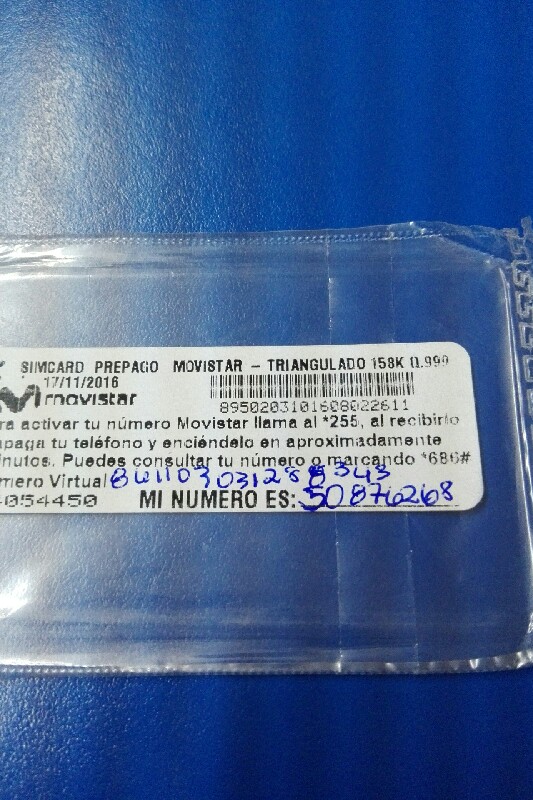 SIMCARD PREPAGO MOVISTAR - TRIANGULADO 158K 0.999
17/11/2016
movistar
8950203101608022611
ra activar tu número Movistar llama al *255, al recibirlo
apaga tu teléfono y enciéndelo en aproximadamente
inutos. Puedes consultar tu número o marcando *686#
mero Virtual
4054450 MI NUMERO ES: 50876268